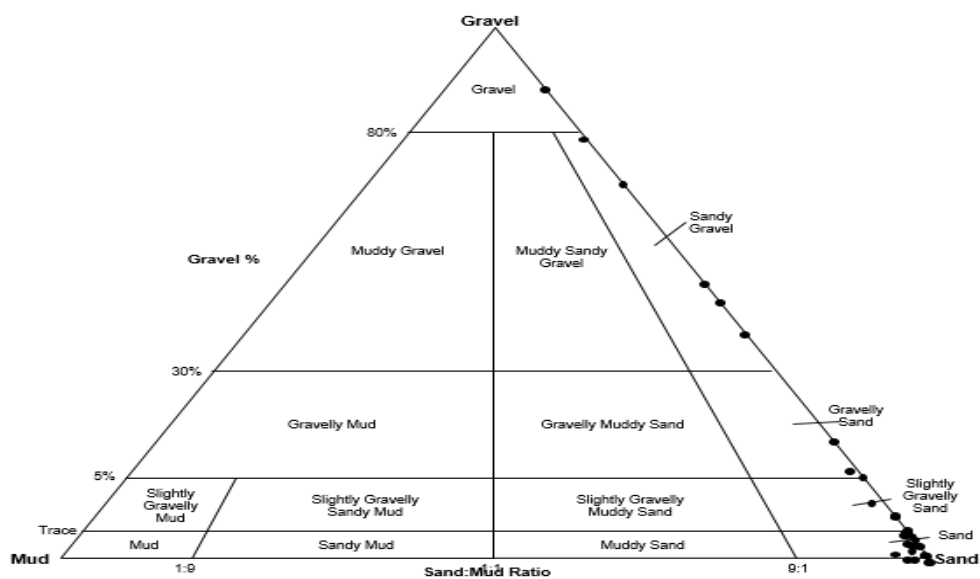 Gravel
Gravel
80%
Sandy
Gravel
Muddy Gravel
Muddy Sandy
Gravel
Gravel %
30%
Gravelly
Sand
Gravelly Mud
Gravelly Muddy Sand
5%
Slightly
Gravelly
Mud
Slightly Gravelly
Sandy Mud
Slightly Gravelly
Muddy Sand
Slightly
Gravelly
Sand
Trace
Mud
Sandy Mud
Muddy Sand
Sand
Mud
1:9
1:1
9:1
Sand
Sand:Mud Ratio